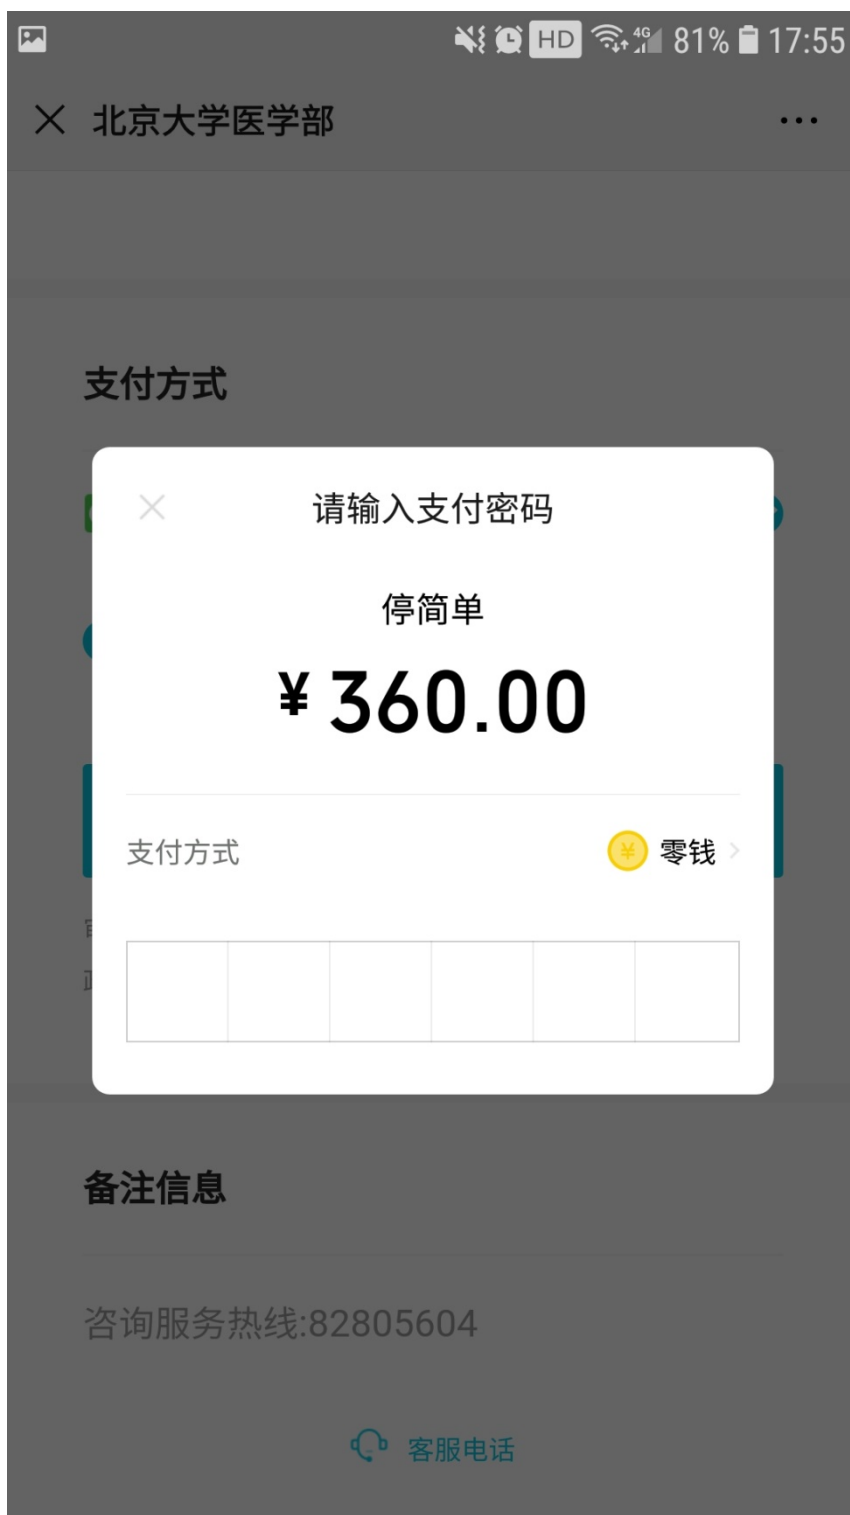 HD 4G 81% 17:55
北京大学医学部
支付方式
请输入支付密码
停简单
¥360.00
支付方式 零钱
备注信息
咨询服务热线:82805604
客服电话